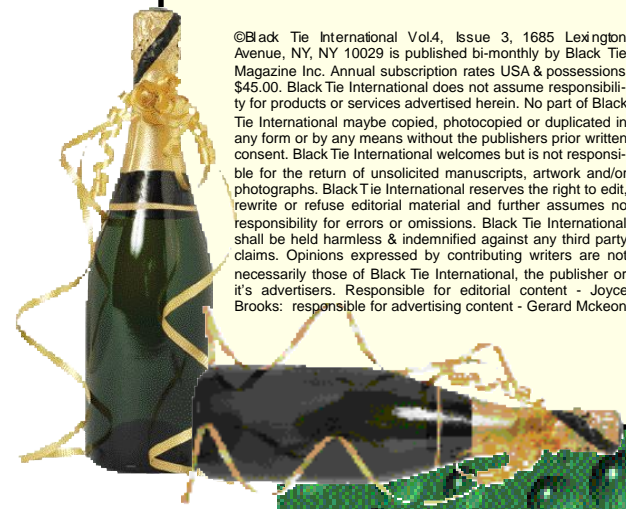 ©Black Tie International Vol.4, Issue 3, 1685 Lexington
Avenue, NY, NY 10029 is published bi-monthly by Black Tie
Magazine Inc. Annual subscription rates USA & possessions
$45.00. Black Tie International does not assume responsibili-
ty for products or services advertised herein. No part of Black
Tie International maybe copied, photocopied or duplicated in
any form or by any means without the publishers prior written
consent. Black Tie International welcomes but is not responsi-
ble for the return of unsolicited manuscripts, artwork and/or
photographs. Black Tie International reserves the right to edit,
rewrite or refuse editorial material and further assumes no
responsibility for errors or omissions. Black Tie International
shall be held harmless & indemnified against any third party
claims. Opinions expressed by contributing writers are not
necessarily those of Black Tie International, the publisher or
it's advertisers. Responsible for editorial content - Joyce
Brooks: responsible for advertising content - Gerard Mckeon